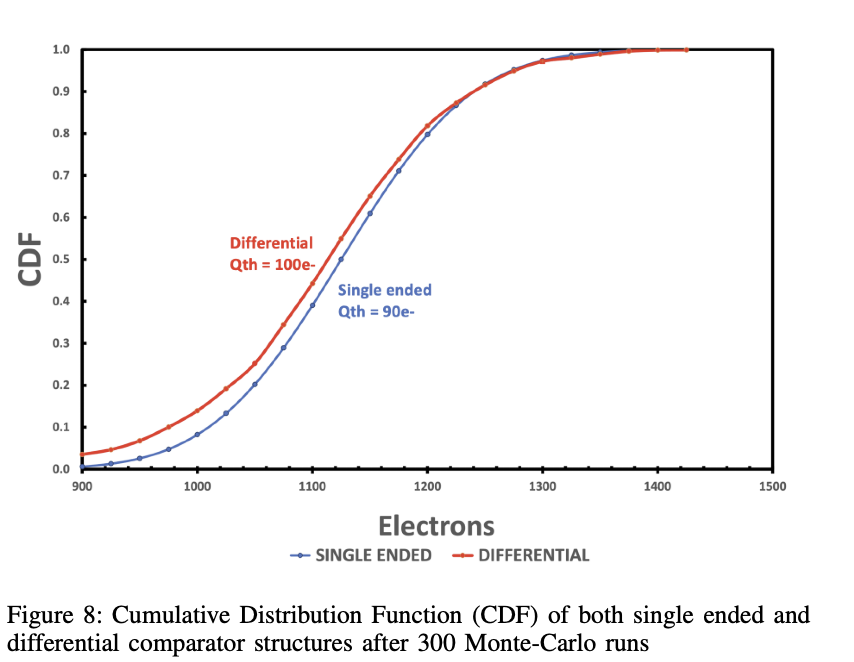 1.0
0.9
0.8
0.7
0.6
0.5
0.4
0.3
0.2
0.1
0.0
CDF
Differential
Qth = 100e-
Single ended
Qth = 90e-
900 1000 1100 1200 1300 1400 1500
Electrons
SINGLE ENDED DIFFERENTIAL
Figure 8: Cumulative Distribution Function (CDF) of both single ended and
differential comparator structures after 300 Monte-Carlo runs